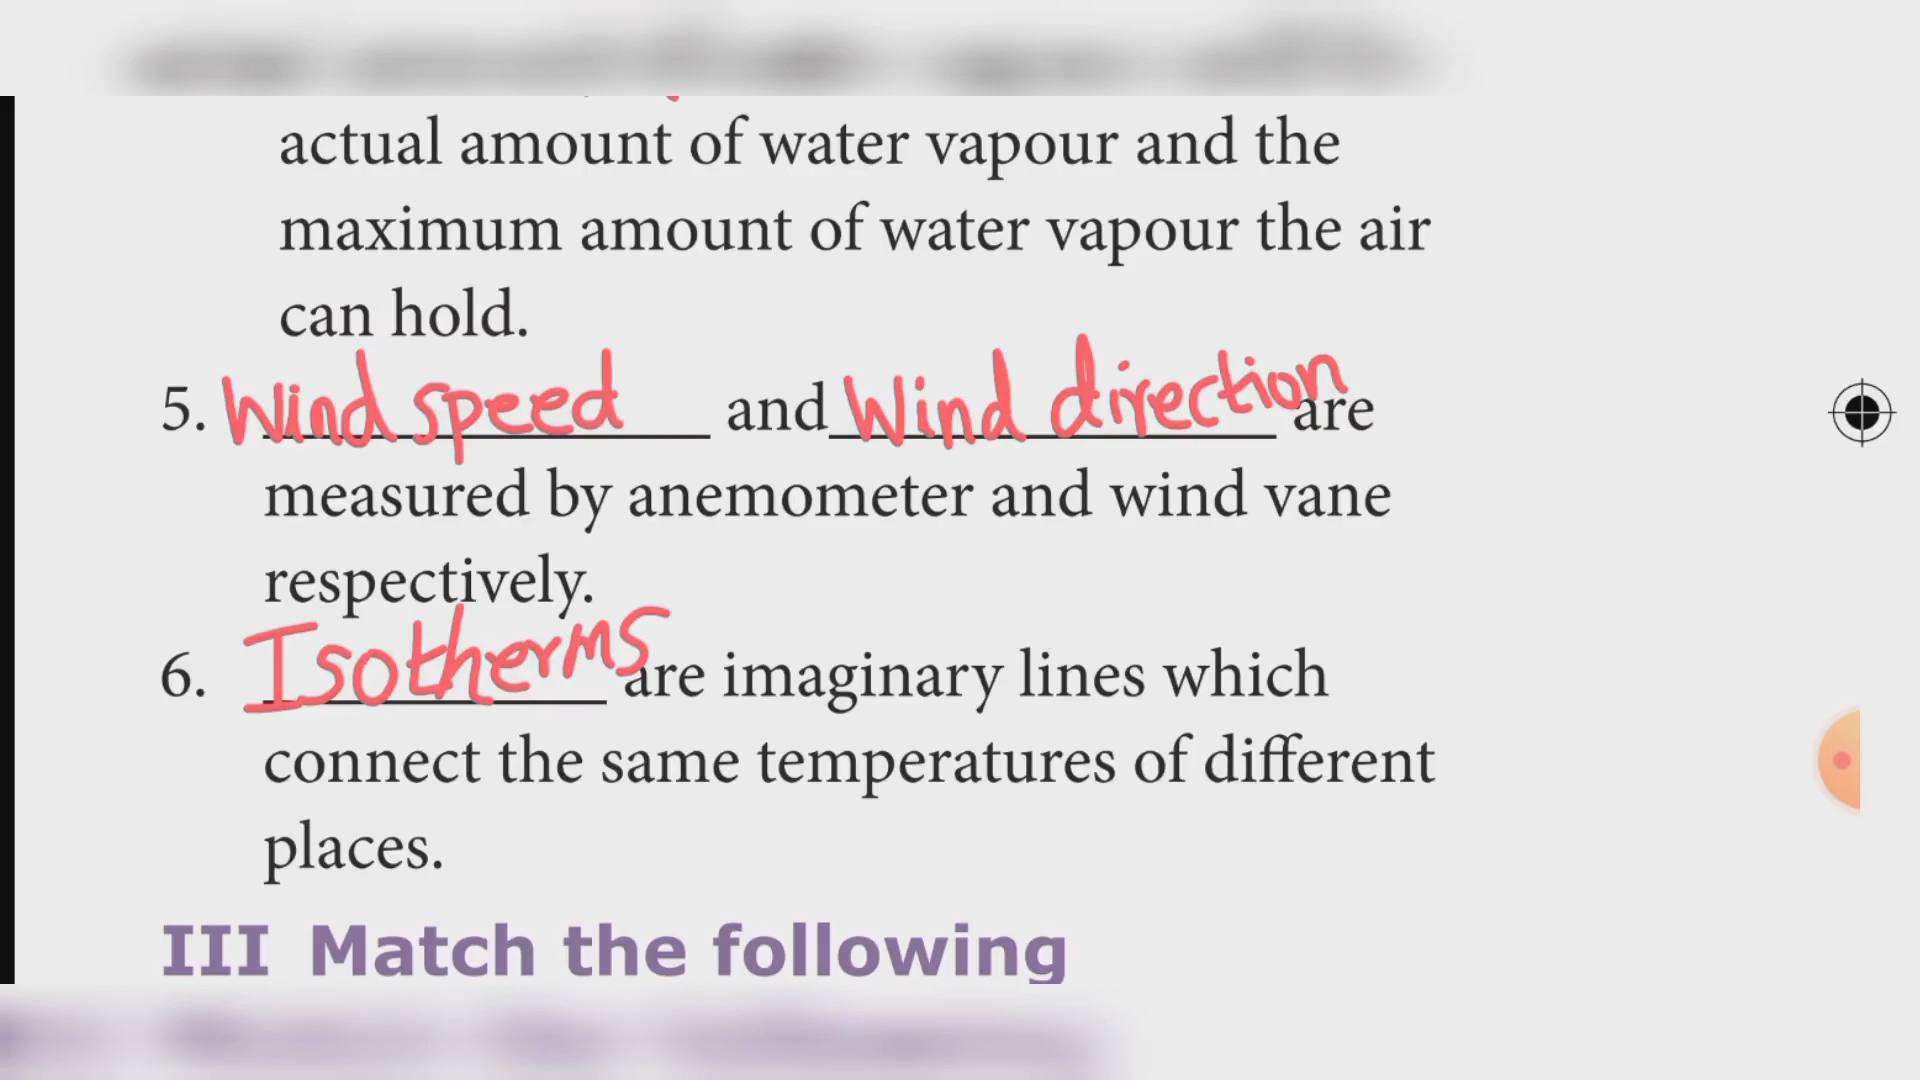 actual amount of water vapour and the
maximum amount of water vapour the air
can hold.
5. Wind speed and Wind direction are
measured by anemometer and wind vane
respectively.
6. Isotherms are imaginary lines which
connect the same temperatures of different
places.
III Match the following